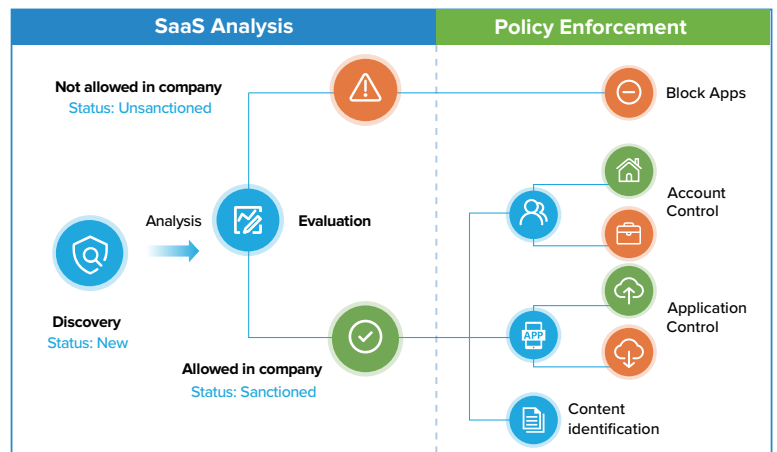 SaaS Analysis
Policy Enforcement
Not allowed in company
Status: Unsanctioned
Block Apps
Analysis
Evaluation
Discovery
Status: New
Allowed in company
Status: Sanctioned
Account
Control
APP
Application
Control
Content
identification